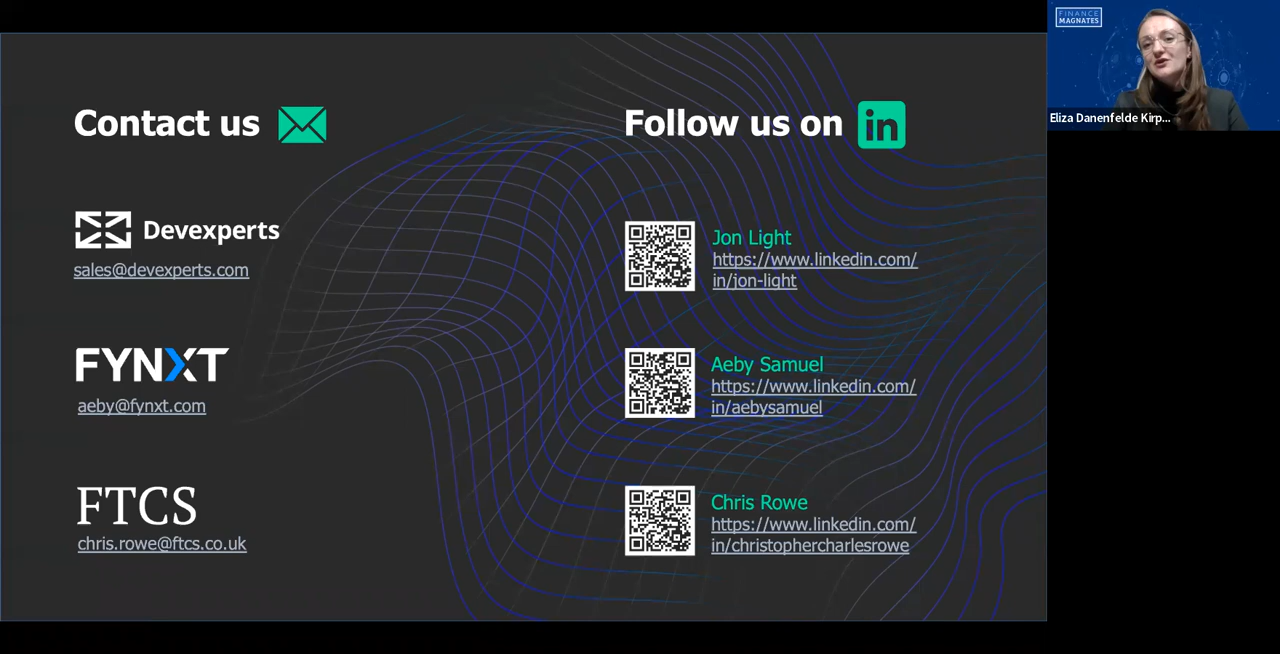 Contact us
Devexperts
sales@devexperts.com
FYNXT
aeby@fynxt.com
FTCS
chris.rowe@ftcs.co.uk
Follow us on in
Jon Light
https://www.linkedin.com/
in/jon-light
Aeby Samuel
https://www.linkedin.com/
in/aebysamuel
Chris Rowe
https://www.linkedin.com/
in/christophercharlesrowe
FINANCE
MAGNATES
Eliza Danenfelde Kirp...